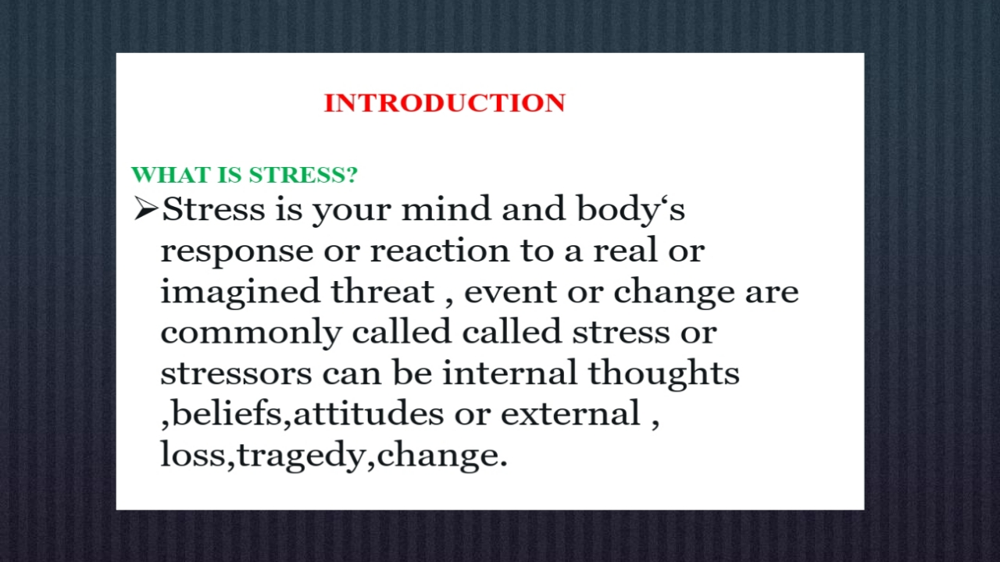 INTRODUCTION
WHAT IS STRESS?
➢Stress is your mind and body‘s
response or reaction to a real or
imagined threat , event or change are
commonly called called stress or
stressors can be internal thoughts
,beliefs,attitudes or external ,
loss,tragedy,change.